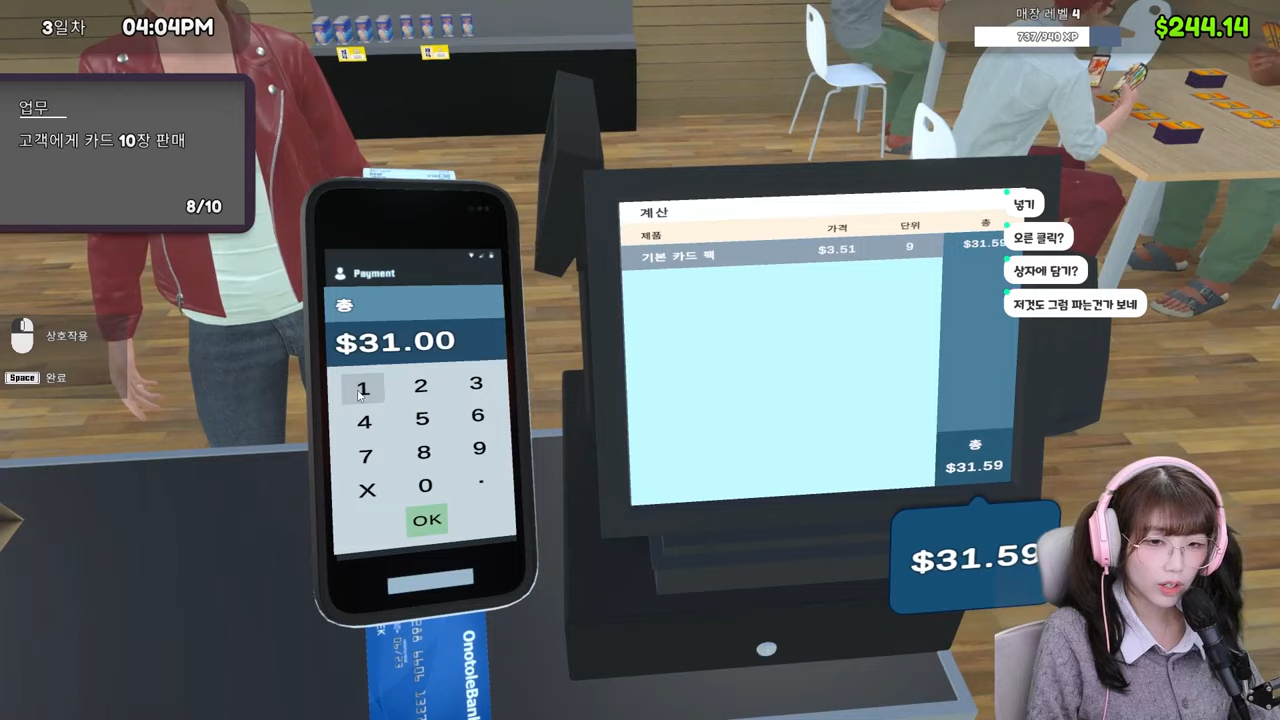 3일차 04:04PM
매장 레벨 4
737/940 XP
$244.14
업무
고객에게 카드 10장 판매
8/10
상호작용
Space 완료
Payment
총
$31.00
1 2 3
4 5 6
7 8 9
X 0 .
OK
계산
제품 가격 단위 총
기본 카드 팩 $3.51 9 $31.59
총
$31.59
$31.59
넝기
오른 클릭?
상자에 담기?
저것도 그럼 파는건가 보네
OnotoleBank